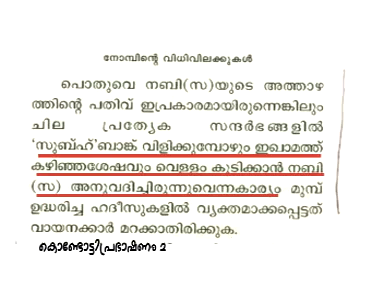 നോമ്പിന്റെ വിധിവിലക്കുകൾ
പൊതുവെ നബി(സ)യുടെ അത്താഴ
ത്തിന്റെ പതിവ് ഇപ്രകാരമായിരുന്നെങ്കിലും
ചില പ്രത്യേക സന്ദർഭങ്ങളിൽ
'സുബ്ഹ്'ബാങ്ക് വിളിക്കുമ്പോഴും ഇഖാമത്ത്
കഴിഞ്ഞശേഷവും വെള്ളം കുടിക്കാൻ നബി
(സ) അനുവദിച്ചിരുന്നുവെന്നകാര്യം മുമ്പ്
ഉദ്ധരിച്ച ഹദീസുകളിൽ വ്യക്തമാക്കപ്പെട്ടത്
വായനക്കാർ മറക്കാതിരിക്കുക.
കൊണ്ടോട്ടിപ്രഭാഷണം 2